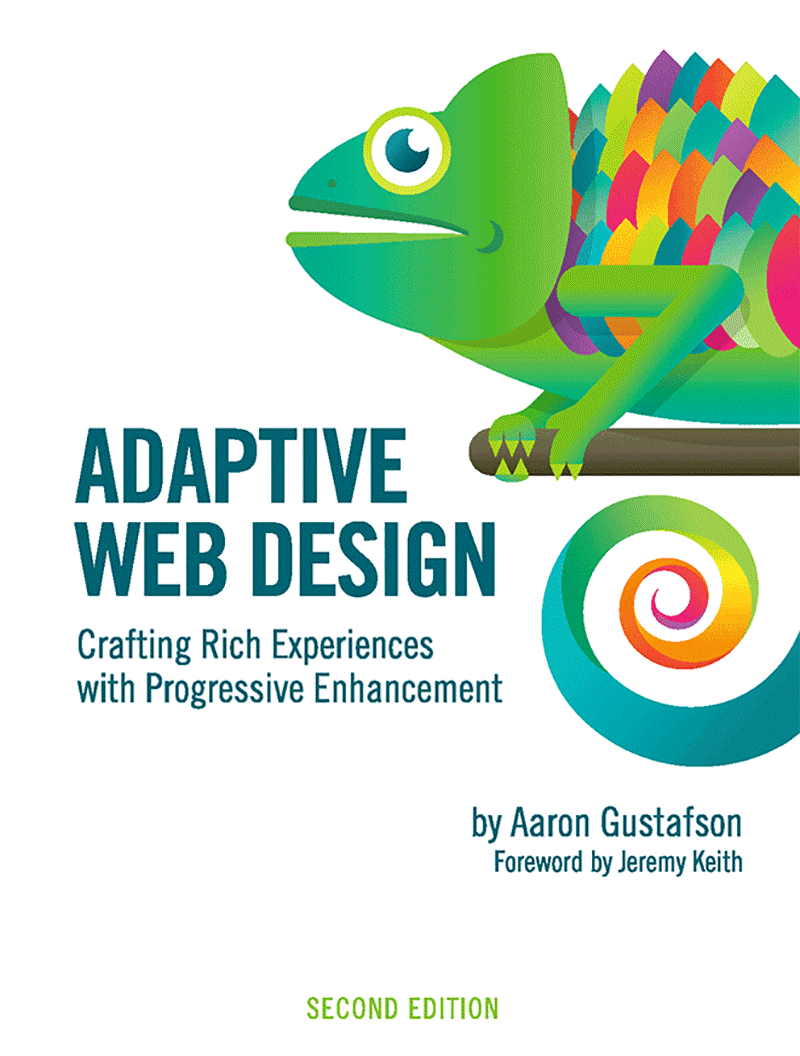 ADAPTIVE
WEB DESIGN
Crafting Rich Experiences
with Progressive Enhancement
by Aaron Gustafson
Foreword by Jeremy Keith
SECOND EDITION